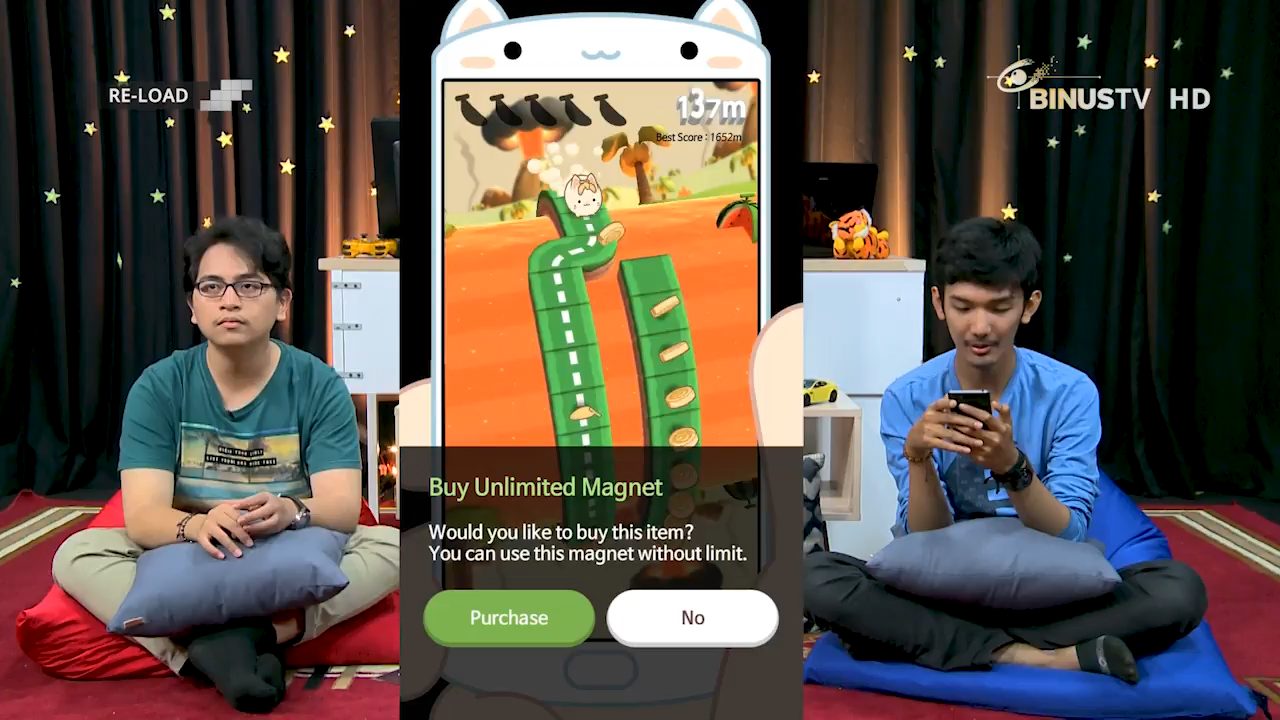 RE-LOAD
BINUSTV HD
137m
Best Score : 1652m
Buy Unlimited Magnet
Would you like to buy this item?
You can use this magnet without limit.
Purchase
No